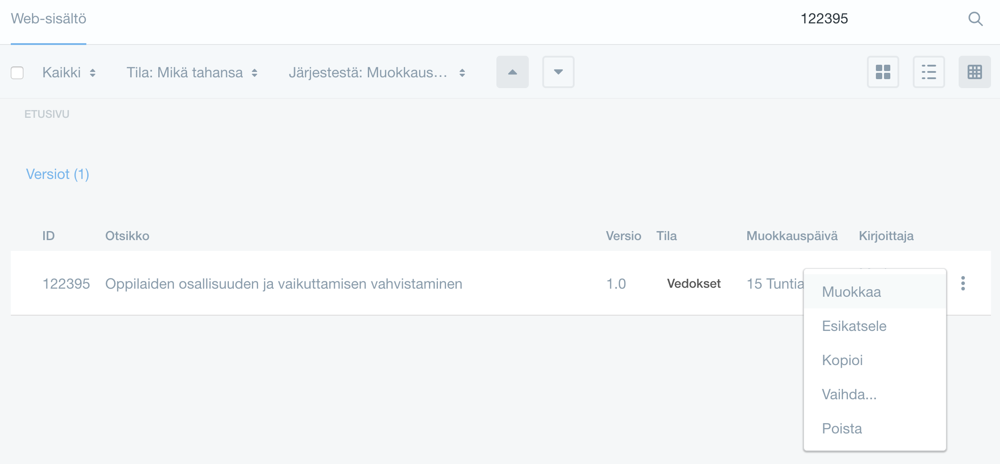 Web-sisältö 122395
Kaikki Tila: Mikä tahansa Järjestestä: Muokkaus...
ETUSIVU
Versiot (1)
ID Otsikko Versio Tila Muokkauspäivä Kirjoittaja
122395 Oppilaiden osallisuuden ja vaikuttamisen vahvistaminen 1.0 Vedokset 15 Tuntia
Muokkaa
Esikatsele
Kopioi
Vaihda...
Poista